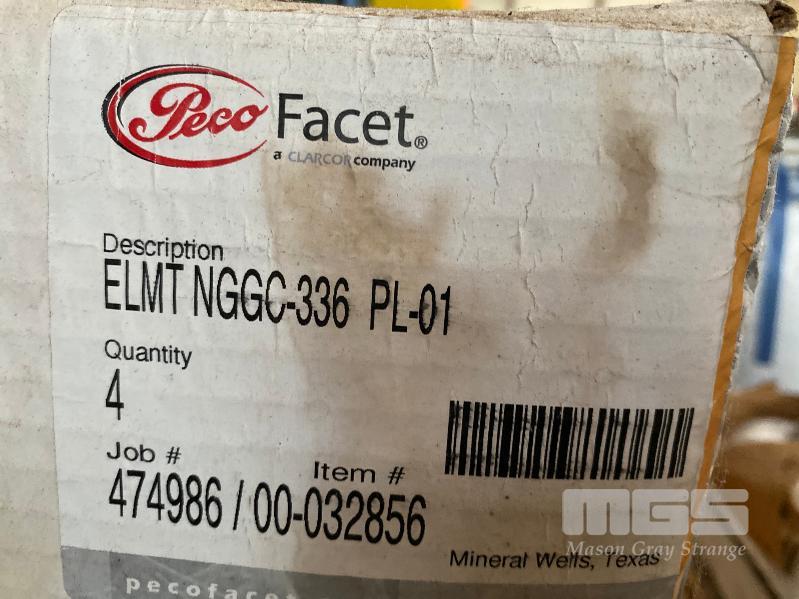 Peco Facet®
a CLARCOR company
Description
ELMT NGGC-336 PL-01
Quantity
4
Job # Item #
474986 / 00-032856
Mineral Wells, Texas
pecoface
MGS
Mason Gray Strange